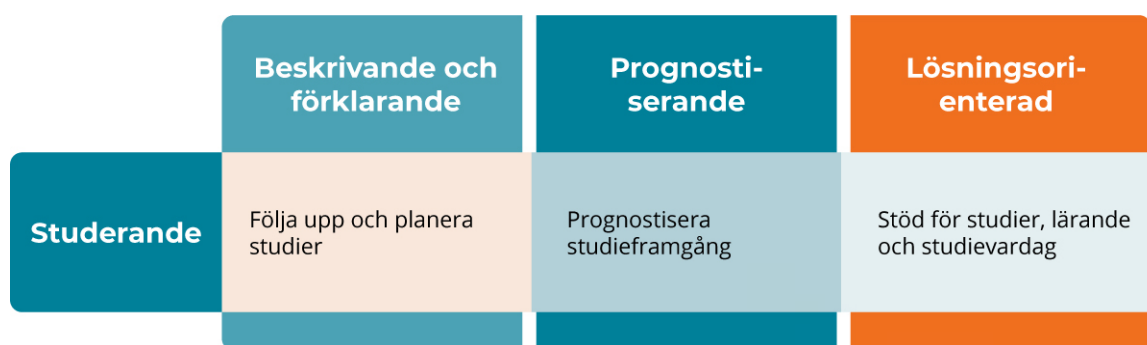 Beskrivande och
förklarande
Prognosti-
serande
Lösningsori-
enterad
Studerande
Följa upp och planera
studier
Prognostisera
studieframgång
Stöd för studier, lärande
och studievardag